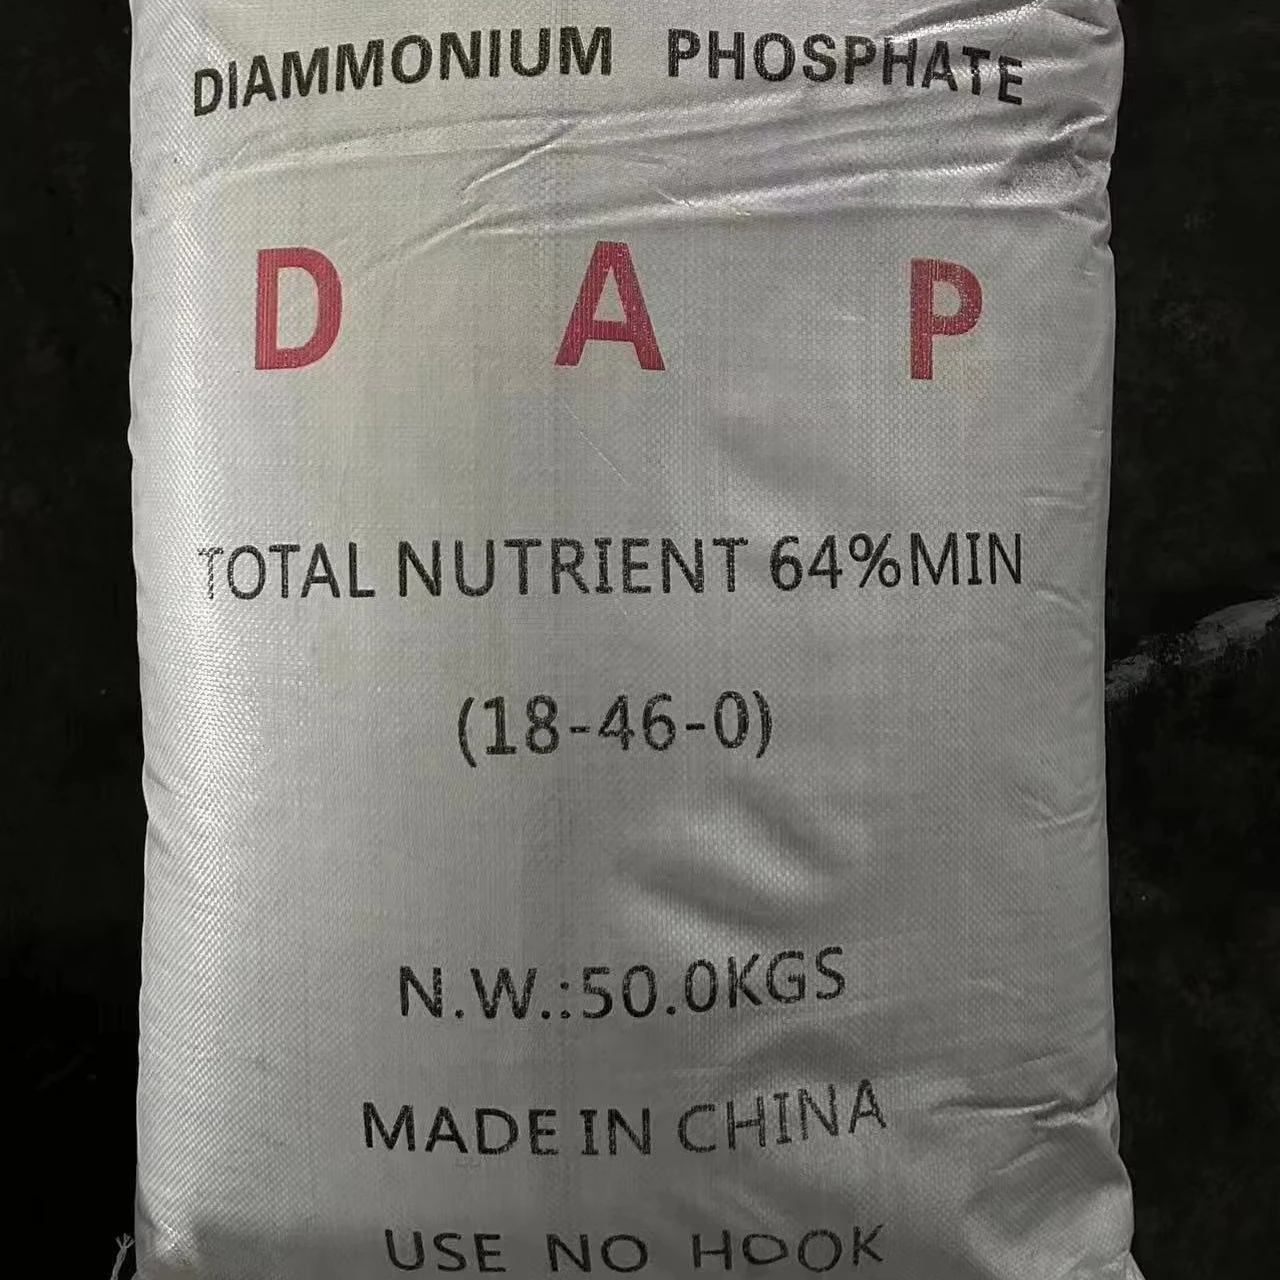 DIAMMONIUM PHOSPHATE
D A P
TOTAL NUTRIENT 64%MIN
(18-46-0)
N.W.:50.0KGS
MADE IN CHINA
USE NO HOOK